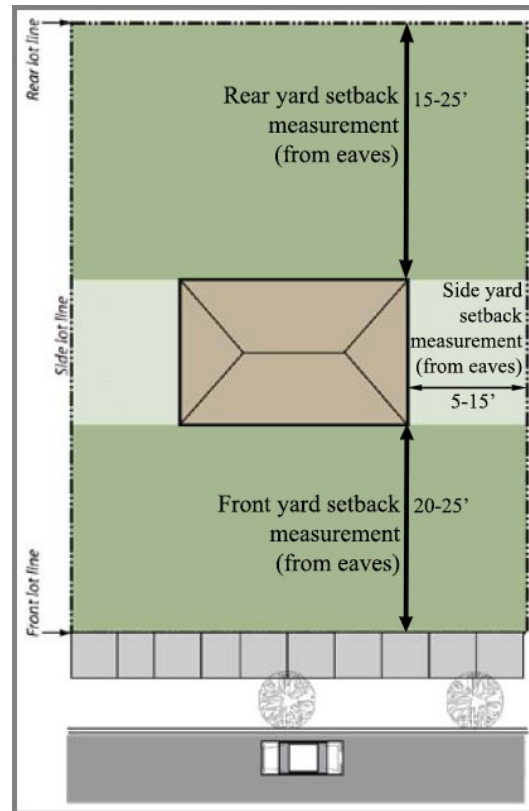 Rear lot line
Rear yard setback
measurement
(from eaves)
15-25’
Side lot line
Side yard
setback
measurement
(from eaves)
5-15’
Front yard setback
measurement
(from eaves)
20-25’
Front lot line